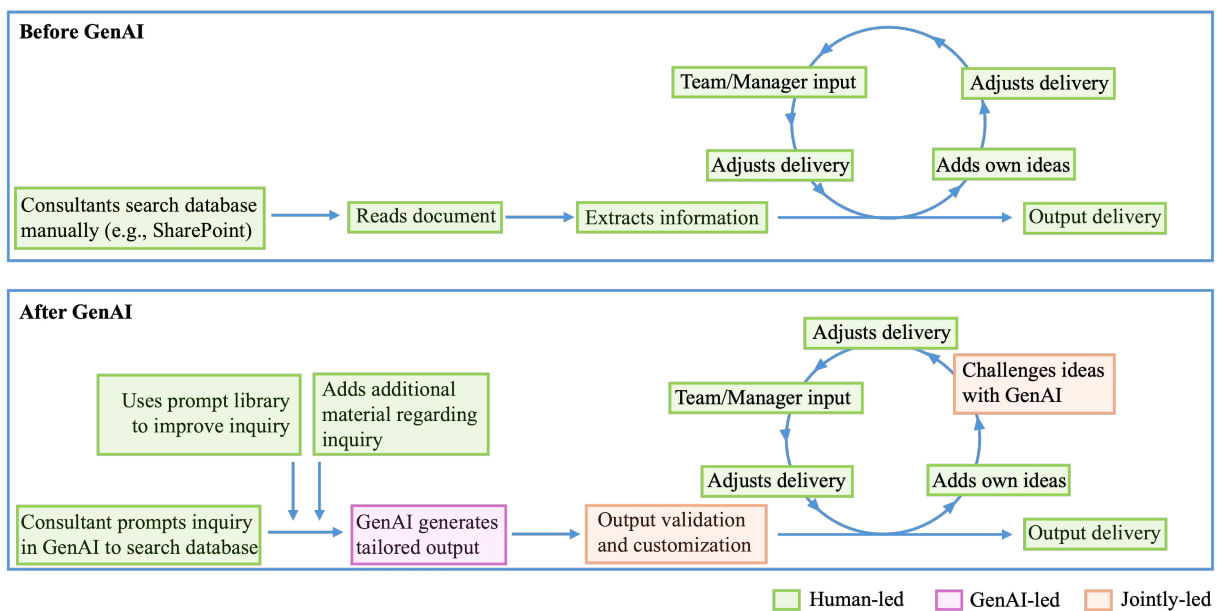 Before GenAI
Team/Manager input
Adjusts delivery
Adjusts delivery
Adds own ideas
Consultants search database
manually (e.g., SharePoint)
Reads document
Extracts information
Output delivery
After GenAI
Adjusts delivery
Challenges ideas
with GenAI
Uses prompt library
to improve inquiry
Adds additional
material regarding
inquiry
Team/Manager input
Adjusts delivery
Adds own ideas
Consultant prompts inquiry
in GenAI to search database
GenAI generates
tailored output
Output validation
and customization
Output delivery
Human-led
GenAI-led
Jointly-led